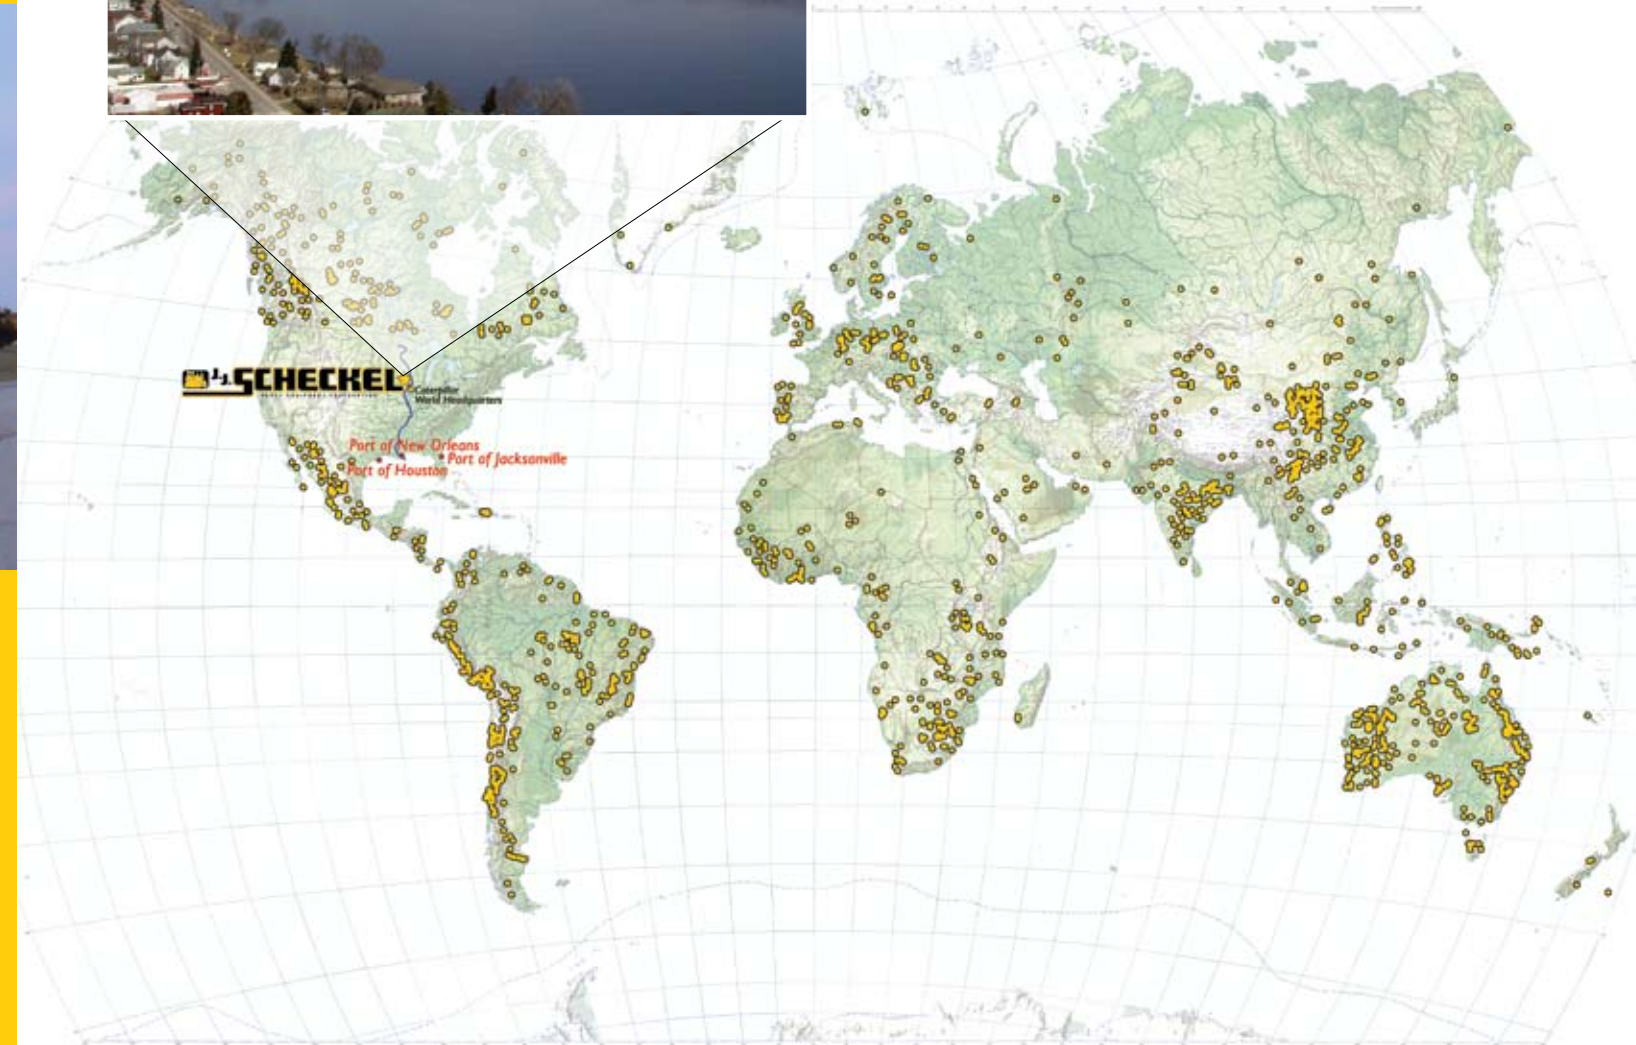 J.J. SCHECKEL
Caterpillar
World Headquarters
Port of New Orleans
Port of Jacksonville
Port of Houston